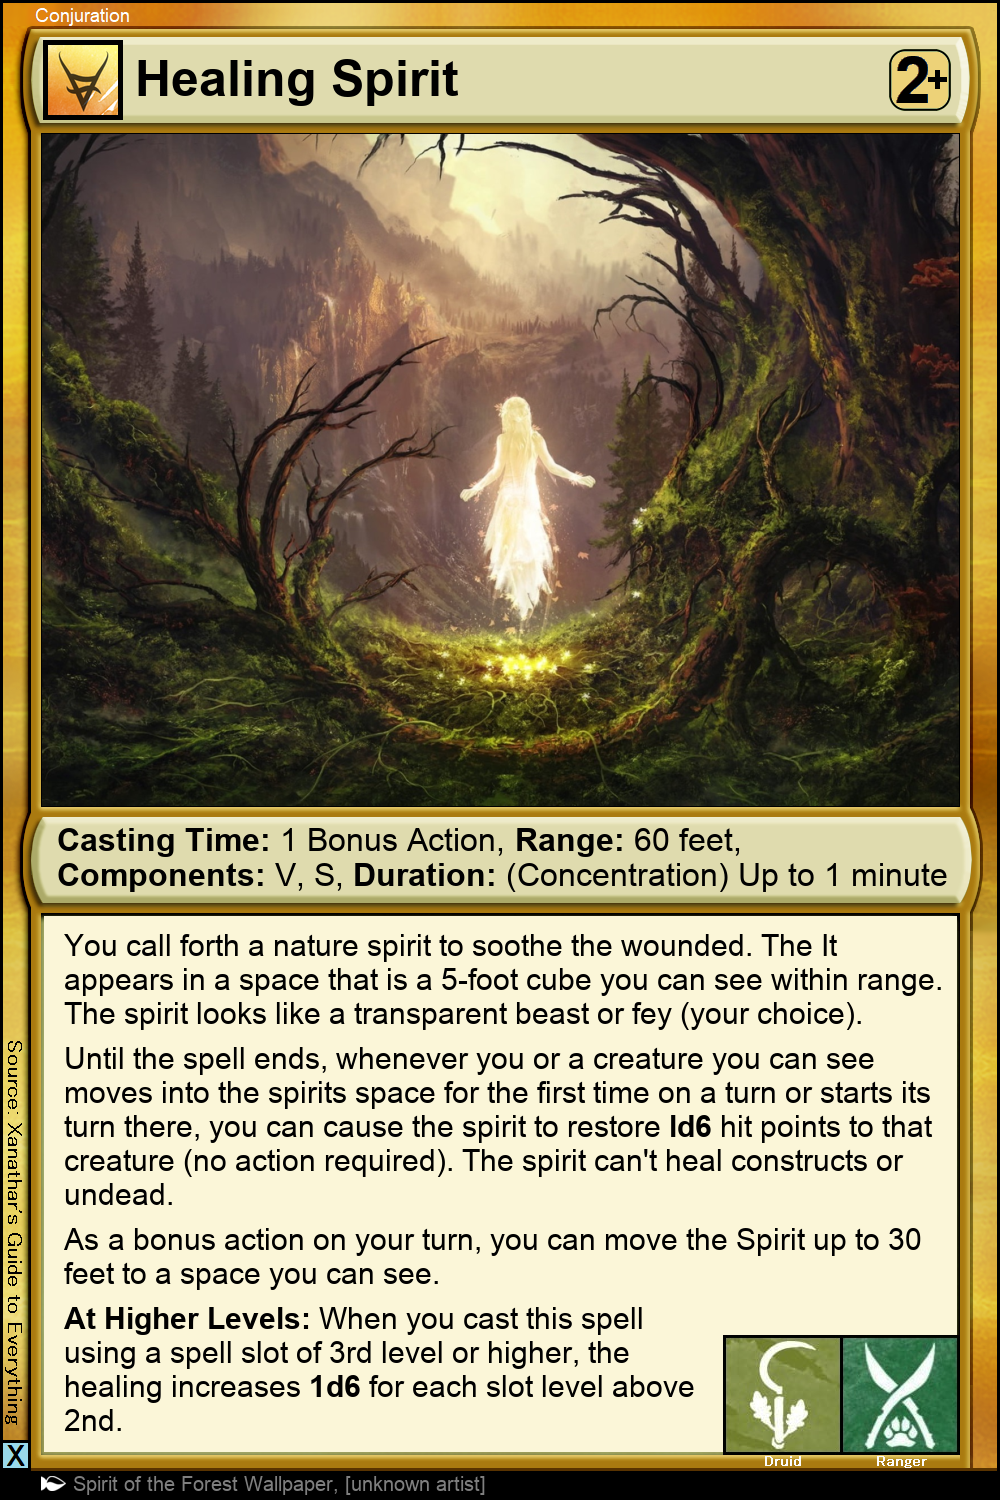 Conjuration
Healing Spirit
2+
Casting Time: 1 Bonus Action, Range: 60 feet,
Components: V, S, Duration: (Concentration) Up to 1 minute
You call forth a nature spirit to soothe the wounded. The It
appears in a space that is a 5-foot cube you can see within range.
The spirit looks like a transparent beast or fey (your choice).
Until the spell ends, whenever you or a creature you can see
moves into the spirits space for the first time on a turn or starts its
turn there, you can cause the spirit to restore ld6 hit points to that
creature (no action required). The spirit can't heal constructs or
undead.
As a bonus action on your turn, you can move the Spirit up to 30
feet to a space you can see.
At Higher Levels: When you cast this spell
using a spell slot of 3rd level or higher, the
healing increases 1d6 for each slot level above
2nd.
Druid
Ranger
Source: Xanathar's Guide to Everything
X
Spirit of the Forest Wallpaper, [unknown artist]